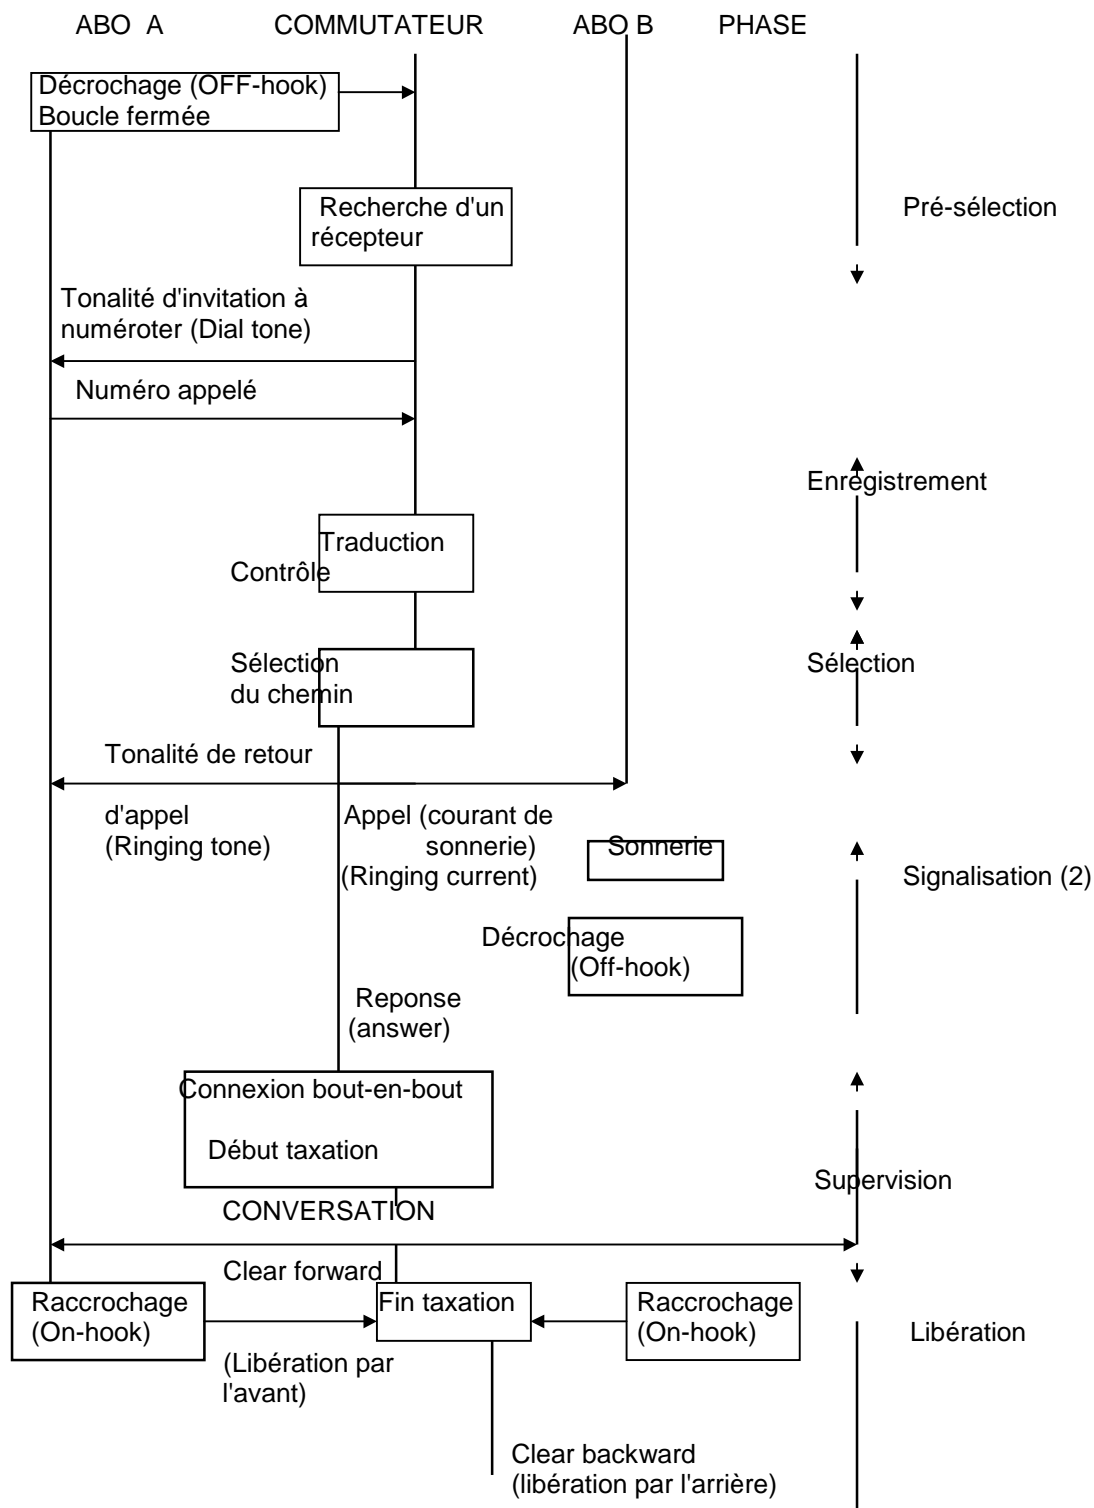 ABO A COMMUTATEUR ABO B PHASE
Décrochage (OFF-hook)
Boucle fermée
Recherche d'un
récepteur
Pré-sélection
Tonalité d'invitation à
numéroter (Dial tone)
Numéro appelé
Enregistrement
Traduction
Contrôle
Sélection
du chemin
Sélection
Tonalité de retour
d'appel
(Ringing tone)
Appel (courant de
sonnerie)
(Ringing current)
Sonnerie
Signalisation (2)
Décrochage
(Off-hook)
Reponse
(answer)
Connexion bout-en-bout
Début taxation
Supervision
CONVERSATION
Clear forward
Raccrochage
(On-hook)
Fin taxation
Raccrochage
(On-hook)
Libération
(Libération par
l'avant)
Clear backward
(libération par l'arrière)